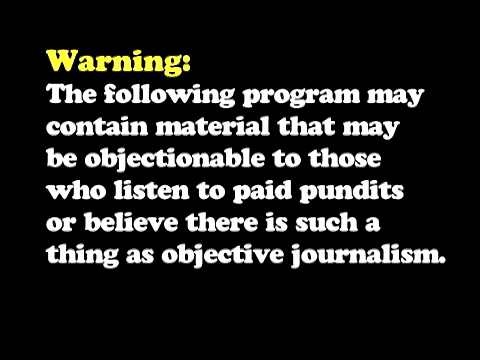 Warning:
The following program may
contain material that may
be objectionable to those
who listen to paid pundits
or believe there is such a
thing as objective journalism.